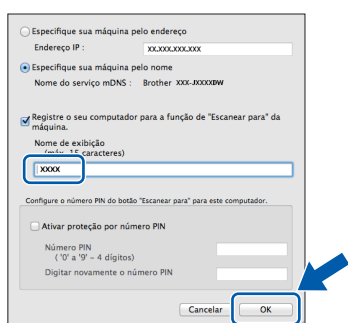 Especifique sua máquina pelo endereço
Endereço IP : XX.XXX.XXX.XXX
Especifique sua máquina pelo nome
Nome do serviço mDNS : Brother XXX-JXXXXDW
Registre o seu computador para a função de "Escanear para" da
máquina.
Nome de exibição
(máx. 15 caracteres)
XXXX
Configure o número PIN do botão "Escanear para" para este computador.
Ativar proteção por número PIN
Número PIN
( '0' a '9' - 4 dígitos)
Digitar novamente o número PIN
Cancelar OK